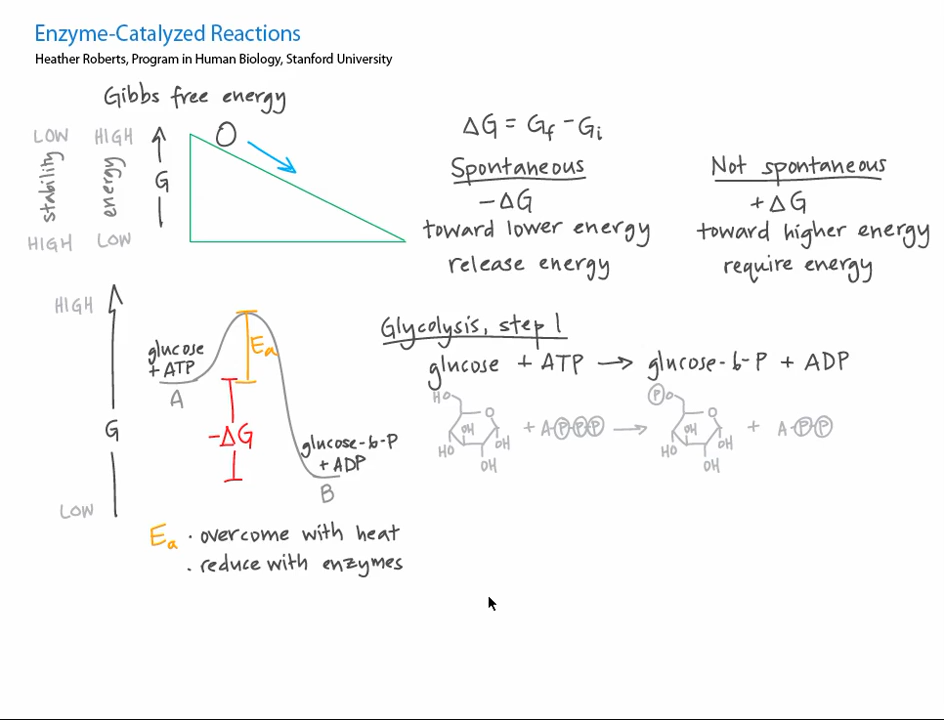 Enzyme-Catalyzed Reactions
Heather Roberts, Program in Human Biology, Stanford University
Gibbs free energy
LOW HIGH
stability energy G
HIGH LOW
ΔG = Gf - Gi
Spontaneous
-ΔG
toward lower energy
release energy
Not spontaneous
+ΔG
toward higher energy
require energy
HIGH
G
LOW
glucose
+ ATP
A
Ea
-ΔG
glucose-6-P
+ ADP
B
Ea · overcome with heat
· reduce with enzymes
Glycolysis, step 1
glucose + ATP → glucose-6-P + ADP
HO O OH HO OH OH + A-P P P → P O O OH HO OH OH + A-P P